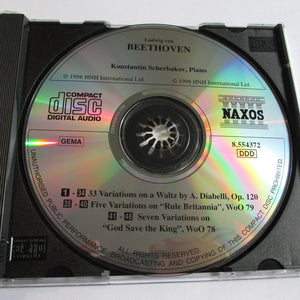 Ludwig van
BEETHOVEN
Konstantin Scherbakov, Piano
℗ 1998 HNH International Ltd.
© 1998 HNH International Ltd.
COMPACT
disc
DIGITAL AUDIO
NAXOS
GEMA
8.554372
DDD
1 - 34 33 Variations on a Waltz by A. Diabelli, Op. 120
35 - 40 Five Variations on "Rule Britannia", WoO 79
41 - 48 Seven Variations on
"God Save the King", WoO 78
ALL RIGHTS RESERVED. UNAUTHORISED PUBLIC PERFORMANCE, BROADCASTING AND COPYING OF THIS COMPACT DISC PROHIBITED.